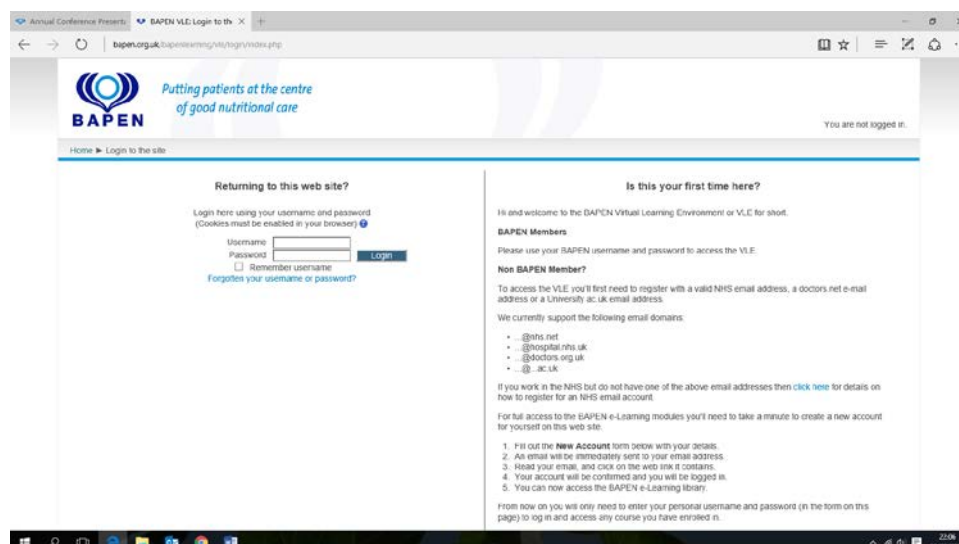 Annual Conference Presenta
BAPEN VLE: Login to th
bapen.org.uk/bapenlearning/vle/login/index.php
BAPEN
Putting patients at the centre
of good nutritional care
You are not logged in.
Home ► Login to the site
Returning to this web site?
Login here using your username and password
(Cookies must be enabled in your browser)
Username
Password
Login
Remember username
Forgotten your username or password?
Is this your first time here?
Hi and welcome to the BAPEN Virtual Learning Environment or VLE for short.
BAPEN Members
Please use your BAPEN username and password to access the VLE.
Non BAPEN Member?
To access the VLE you'll first need to register with a valid NHS email address, a doctors.net e-mail
address or a University ac.uk email address.
We currently support the following email domains:
• ...@nhs.net
• ...@hospital.nhs.uk
• ...@doctors.org.uk
• ...@...ac.uk
If you work in the NHS but do not have one of the above email addresses then click here for details on
how to register for an NHS email account.
For full access to the BAPEN e-Learning modules you'll need to take a minute to create a new account
for yourself on this web site.
1. Fill out the New Account form below with your details.
2. An email will be immediately sent to your email address.
3. Read your email, and click on the web link it contains.
4. Your account will be confirmed and you will be logged in.
5. You can now access the BAPEN e-Learning library.
From now on you will only need to enter your personal username and password (in the form on this
page) to log in and access any course you have enrolled in.
22:06